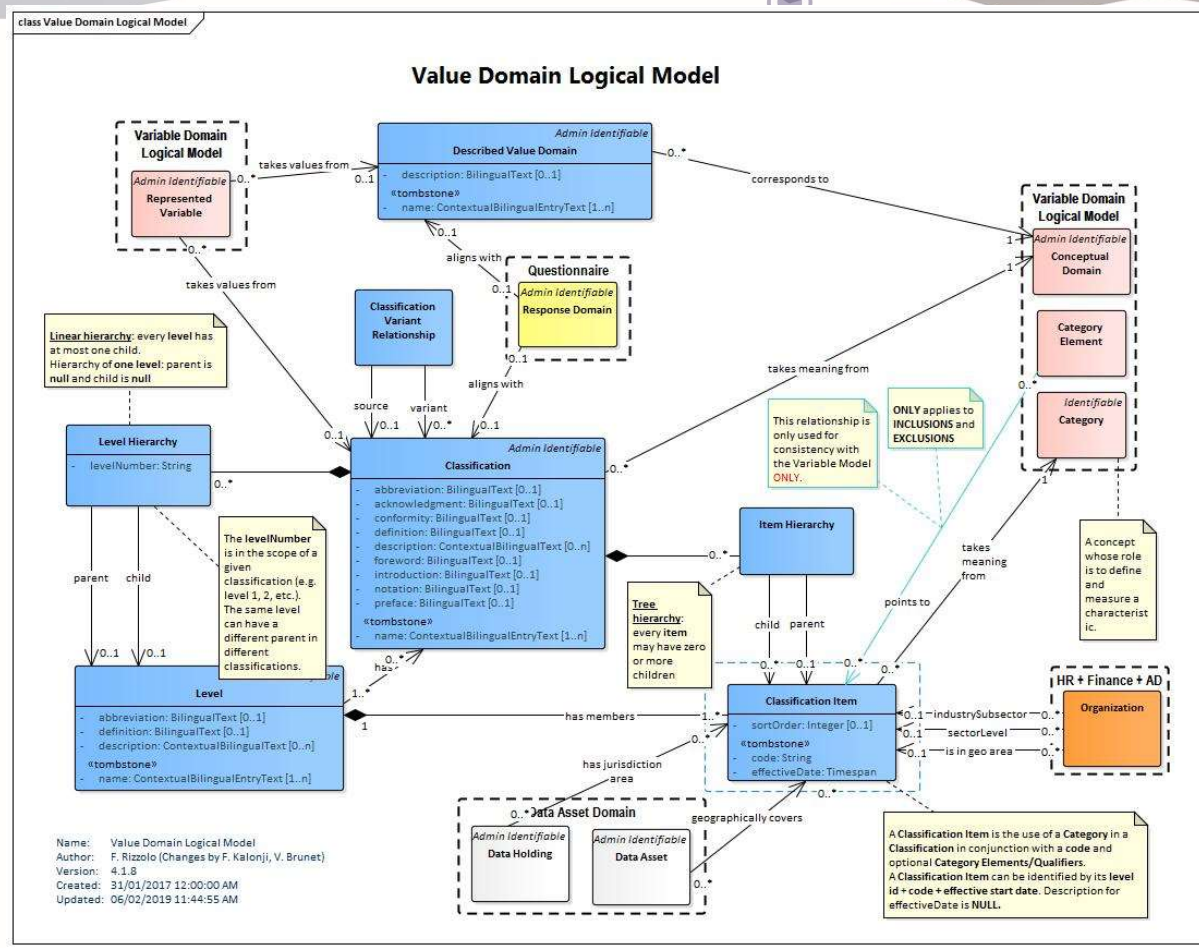 class Value Domain Logical Model
Value Domain Logical Model
Variable Domain
Logical Model
Admin Identifiable
Represented
Variable
0..*
takes values from
0..1
Admin Identifiable
Described Value Domain
- description: BilingualText [0..1]
«tombstone»
- name: ContextualBilingualEntryText [1..n]
0..*
corresponds to
1
Variable Domain
Logical Model
Admin Identifiable
Conceptual
Domain
1
Category
Element
0..*
Identifiable
Category
1
0..*
takes values from
0..1
0..1
aligns with
0..1
Questionnaire
Admin Identifiable
Response Domain
0..1
aligns with
0..1
Classification
Variant
Relationship
source
0..1
variant
0..*
Linear hierarchy: every level has
at most one child.
Hierarchy of one level: parent is
null and child is null
Level Hierarchy
- levelNumber: String
0..*
Admin Identifiable
Classification
- abbreviation: BilingualText [0..1]
- acknowledgment: BilingualText [0..1]
- conformity: BilingualText [0..1]
- definition: BilingualText [0..1]
- description: ContextualBilingualText [0..n]
- foreword: BilingualText [0..1]
- introduction: BilingualText [0..1]
- notation: BilingualText [0..1]
- preface: BilingualText [0..1]
«tombstone»
- name: ContextualBilingualEntryText [1..n]
0..*
takes meaning from
This relationship is
only used for
consistency with
the Variable Model
ONLY.
ONLY applies to
INCLUSIONS and
EXCLUSIONS
The levelNumber
is in the scope of a
given
classification (e.g.
level 1, 2, etc.).
The same level
can have a
different parent in
different
classifications.
parent
child
0..1
0..1
0..*
Item Hierarchy
Tree
hierarchy:
every item
may have zero
or more
children
child
parent
0..*
0..*
points to
0..*
takes
meaning
from
0..*
A concept
whose role
is to define
and
measure a
characterist
ic.
has
0..*
1..*
Level
- abbreviation: BilingualText [0..1]
- definition: BilingualText [0..1]
- description: ContextualBilingualText [0..n]
«tombstone»
- name: ContextualBilingualEntryText [1..n]
1
has members
1..*
Classification Item
- sortOrder: Integer [0..1]
«tombstone»
- code: String
- effectiveDate: Timespan
HR + Finance + AD
Organization
0..1
industrySubsector
0..*
0..1
sectorLevel
0..*
0..1
is in geo area
0..*
0..*
has jurisdiction
area
0..*
Data Asset Domain
Admin Identifiable
Data Holding
Admin Identifiable
Data Asset
geographically covers
0..*
0..*
A Classification Item is the use of a Category in a
Classification in conjunction with a code and
optional Category Elements/Qualifiers.
A Classification Item can be identified by its level
id + code + effective start date. Description for
effectiveDate is NULL.
Name: Value Domain Logical Model
Author: F. Rizzolo (Changes by F. Kalonji, V. Brunet)
Version: 4.1.8
Created: 31/01/2017 12:00:00 AM
Updated: 06/02/2019 11:44:55 AM